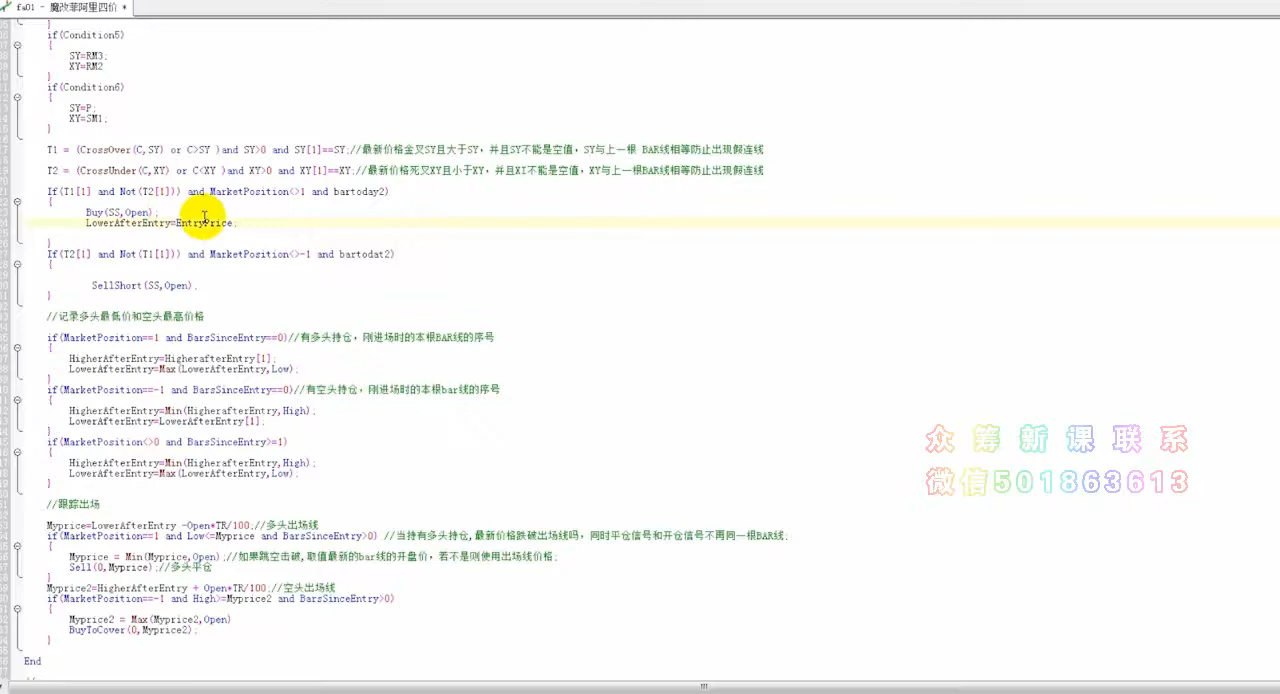 fa01 - 魔改菲阿里四价 *
}
if(Condition5)
{
SY=RM3;
XY=RM2
}
if(Condition6)
{
SY=P;
XY=SM1;
}
T1 = (CrossOver(C,SY) or C>SY )and SY>0 and SY[1]==SY;//最新价格金叉SY且大于SY，并且SY不能是空值，SY与上一根 BAR线相等防止出现假连线
T2 = (CrossUnder(C,XY) or C<XY )and XY>0 and XY[1]==XY;//最新价格死叉XY且小于XY，并且XI不能是空值，XY与上一根BAR线相等防止出现假连线
If(T1[1] and Not(T2[1])) and MarketPosition<>1 and bartoday2)
{
Buy(SS,Open);
LowerAfterEntry=EntryPrice;
}
If(T2[1] and Not(T1[1])) and MarketPosition<>-1 and bartodat2)
{
SellShort(SS,Open);
}
//记录多头最低价和空头最高价格
if(MarketPosition==1 and BarsSinceEntry==0)//有多头持仓，刚进场时的本根BAR线的序号
{
HigherAfterEntry=HigherafterEntry[1];
LowerAfterEntry=Max(LowerAfterEntry,Low);
}
if(MarketPosition==-1 and BarsSinceEntry==0)//有空头持仓，刚进场时的本根bar线的序号
{
HigherAfterEntry=Min(HigherafterEntry,High);
LowerAfterEntry=LowerAfterEntry[1];
}
if(MarketPosition<>0 and BarsSinceEntry>=1)
{
HigherAfterEntry=Min(HigherafterEntry,High);
LowerAfterEntry=Max(LowerAfterEntry,Low);
}
//跟踪出场
Myprice=LowerAfterEntry -Open*TR/100;//多头出场线
if(MarketPosition==1 and Low<=Myprice and BarsSinceEntry>0) //当持有多头持仓,最新价格跌破出场线吗，同时平仓信号和开仓信号不再同一根BAR线;
{
Myprice = Min(Myprice,Open);//如果跳空击破,取值最新的bar线的开盘价，若不是则使用出场线价格;
Sell(0,Myprice);//多头平仓
}
Myprice2=HigherAfterEntry + Open*TR/100;//空头出场线
if(MarketPosition==-1 and High>=Myprice2 and BarsSinceEntry>0)
{
Myprice2 = Max(Myprice2,Open)
BuyToCover(0,Myprice2);
}
End
众筹新课联系
微信501863613